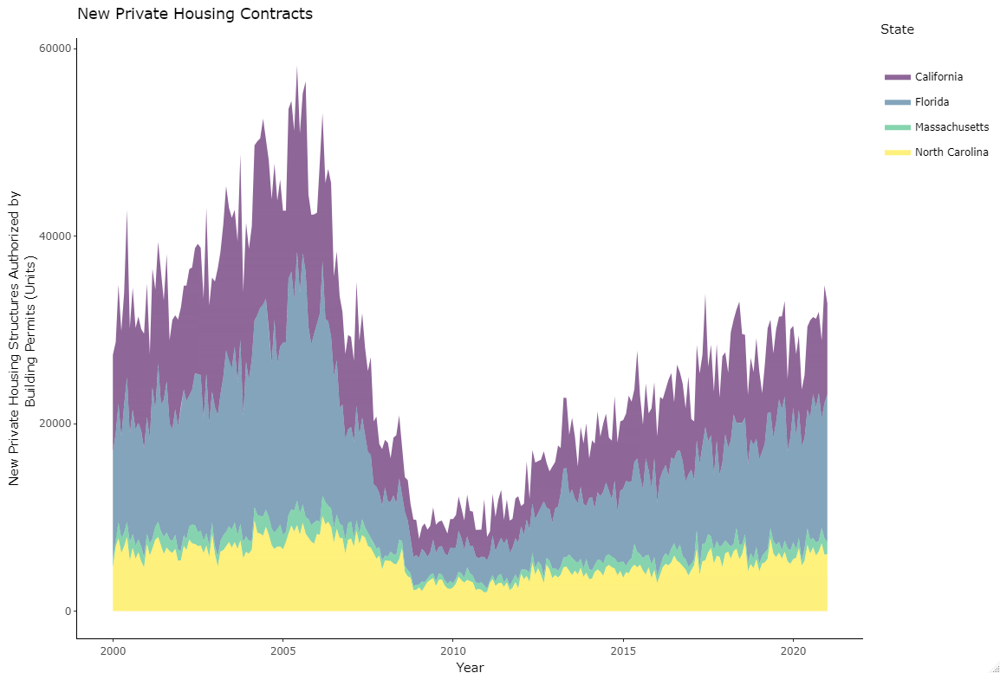 New Private Housing Contracts
New Private Housing Structures Authorized by
Building Permits (Units)
60000
40000
20000
0
2000
2005
2010
2015
2020
Year
State
California
Florida
Massachusetts
North Carolina